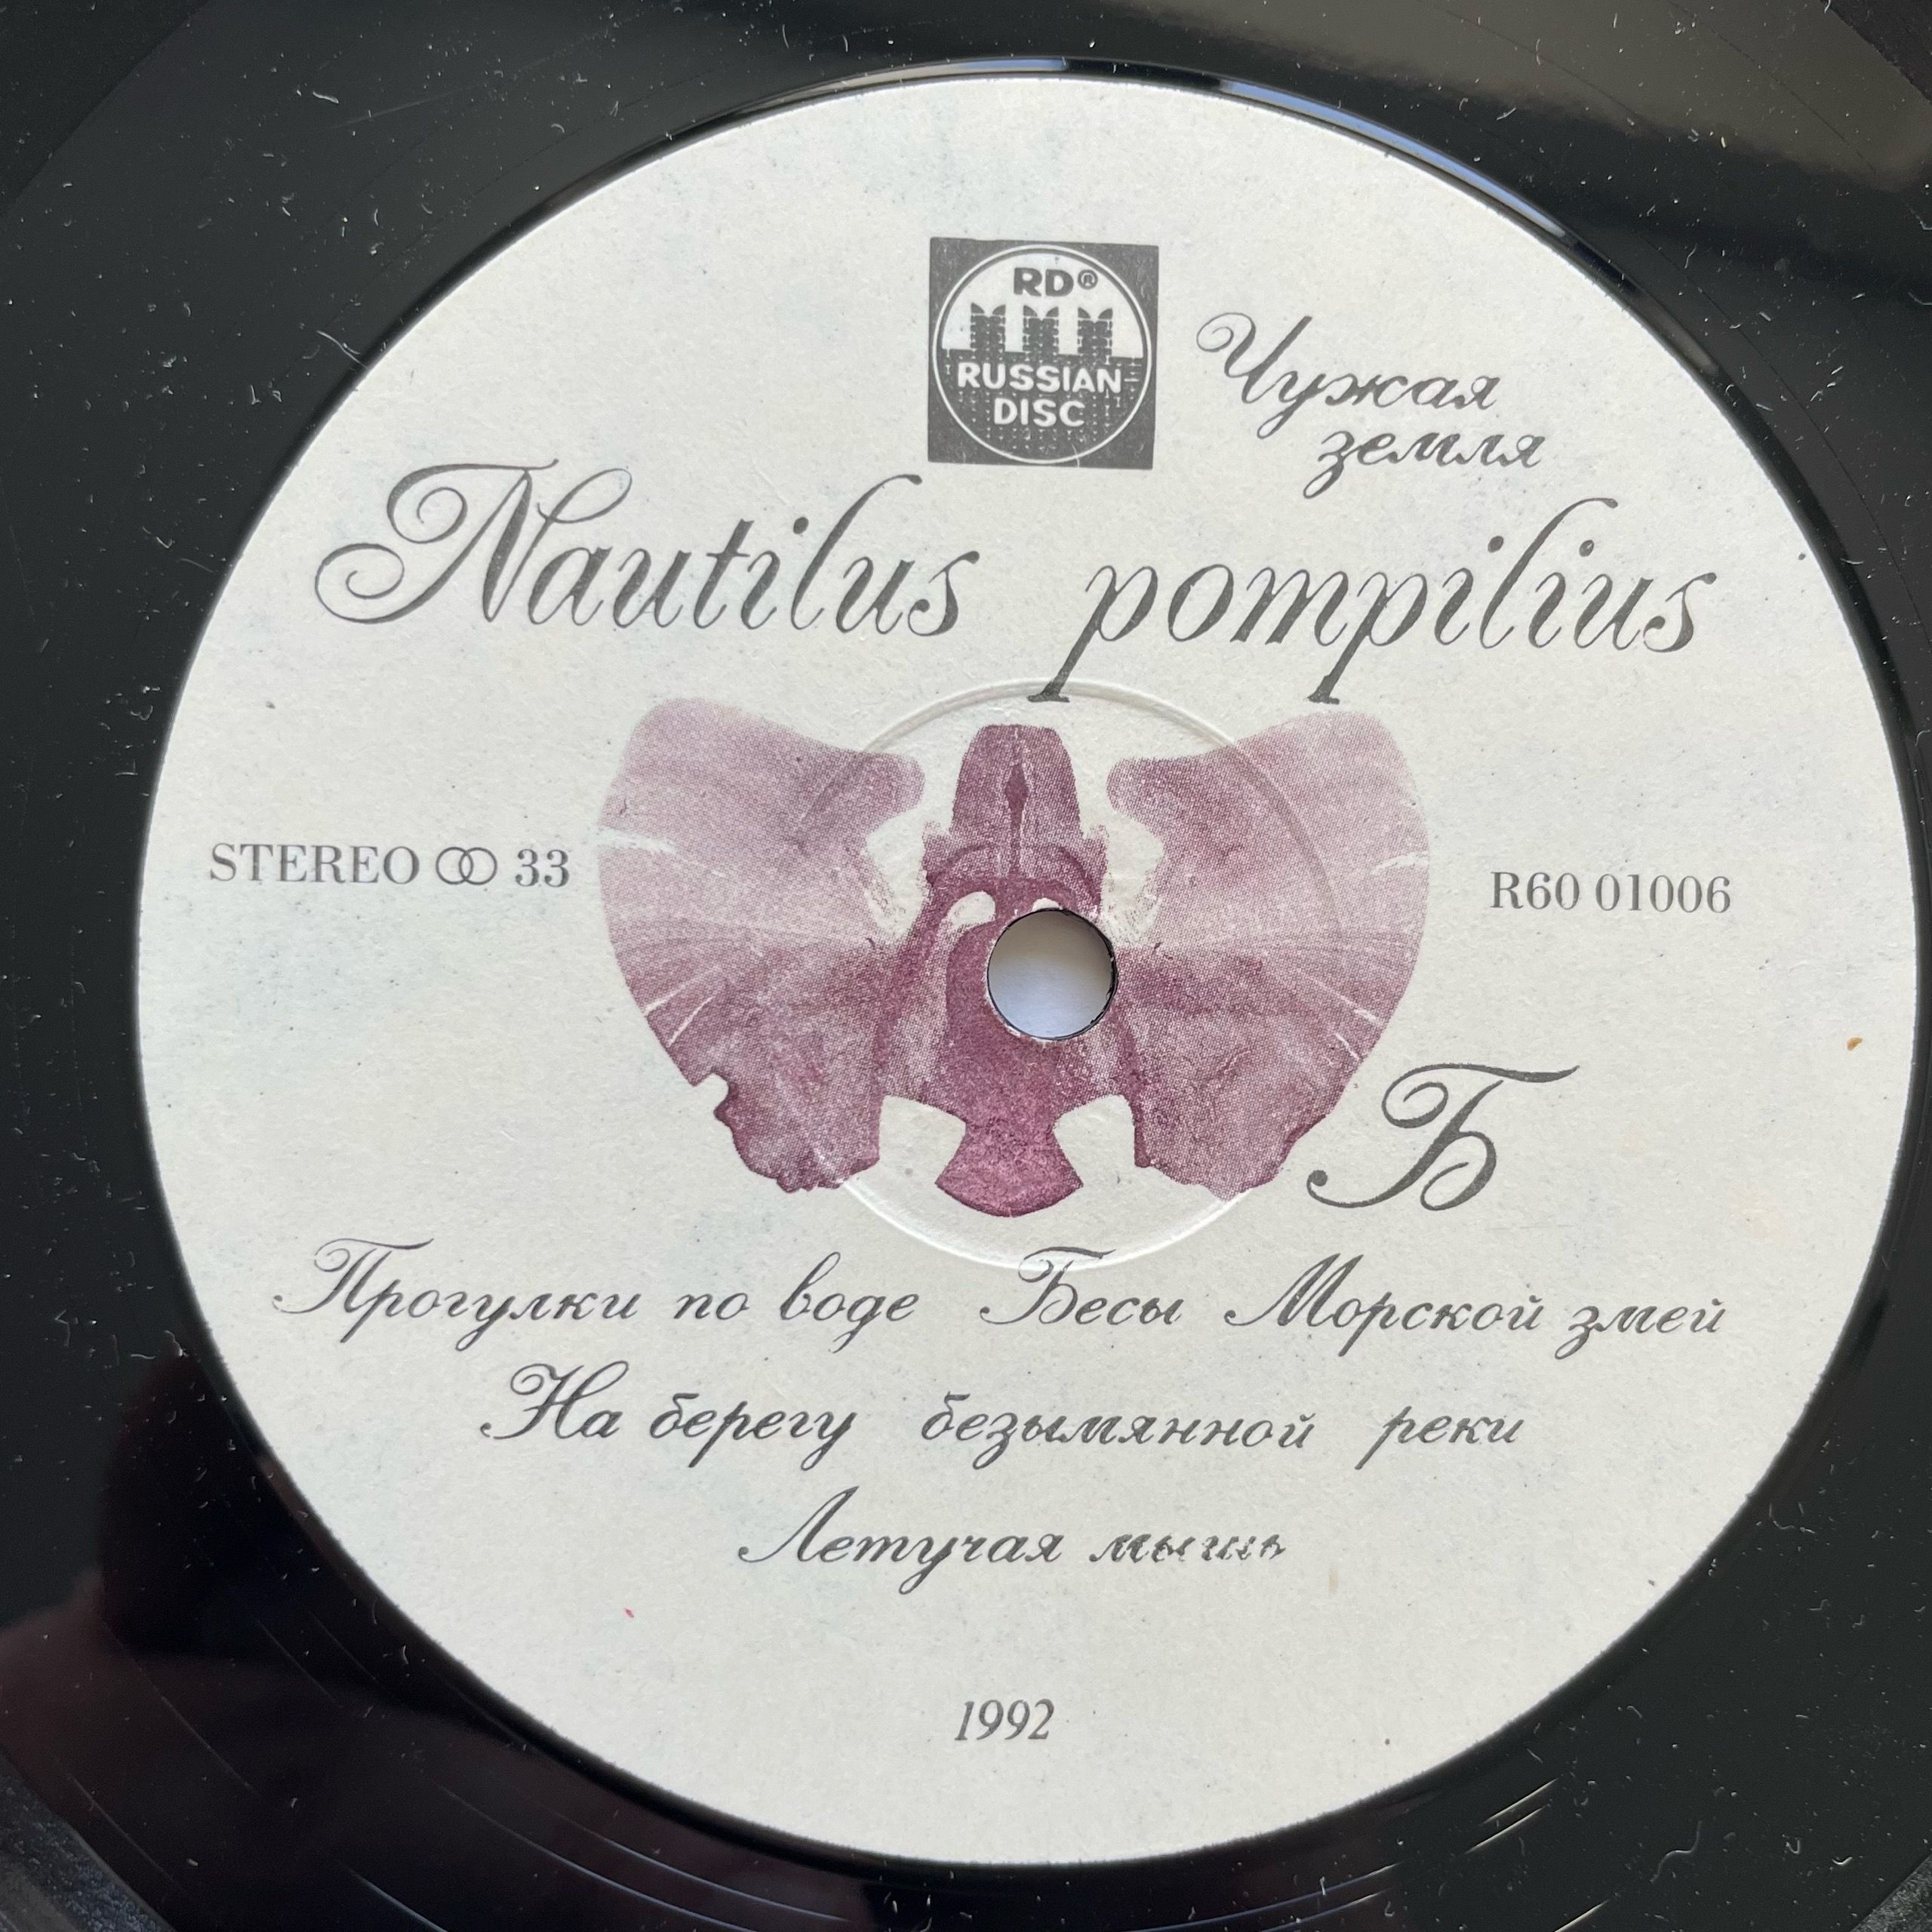 RD®
RUSSIAN
DISC
Чужая
земля
Nautilus pompilius
STEREO 33
R60 01006
Б
Прогулки по воде Бесы Морской змей
На берегу безымянной реки
Летучая мышь
1992